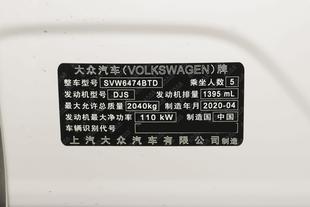 大众汽车(VOLKSWAGEN)牌
整车型号 SVW6474BTD 乘坐人数 5
发动机型号 DJS 发动机排量 1395 mL
最大允许总质量 2040kg 制造年月 2020-04
发动机最大净功率 110 kW 制造国 中国
车辆识别代号
上汽大众汽车有限公司制造